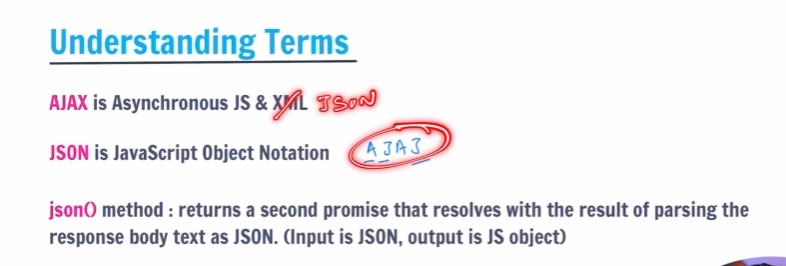 Understanding Terms
AJAX is Asynchronous JS & XML JSON
JSON is JavaScript Object Notation AJAJ
json() method : returns a second promise that resolves with the result of parsing the
response body text as JSON. (Input is JSON, output is JS object)